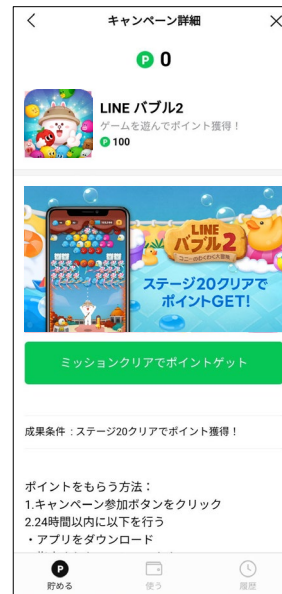 キャンペーン詳細
P 0
LINE バブル2
ゲームを遊んでポイント獲得！
P 100
LINE
バブル2
ステージ20クリアで
ポイントGET!
ミッションクリアでポイントゲット
成果条件 : ステージ20クリアでポイント獲得！
ポイントをもらう方法：
1.キャンペーン参加ボタンをクリック
2.24時間以内に以下を行う
・アプリをダウンロード
P
貯める
使う
履歴